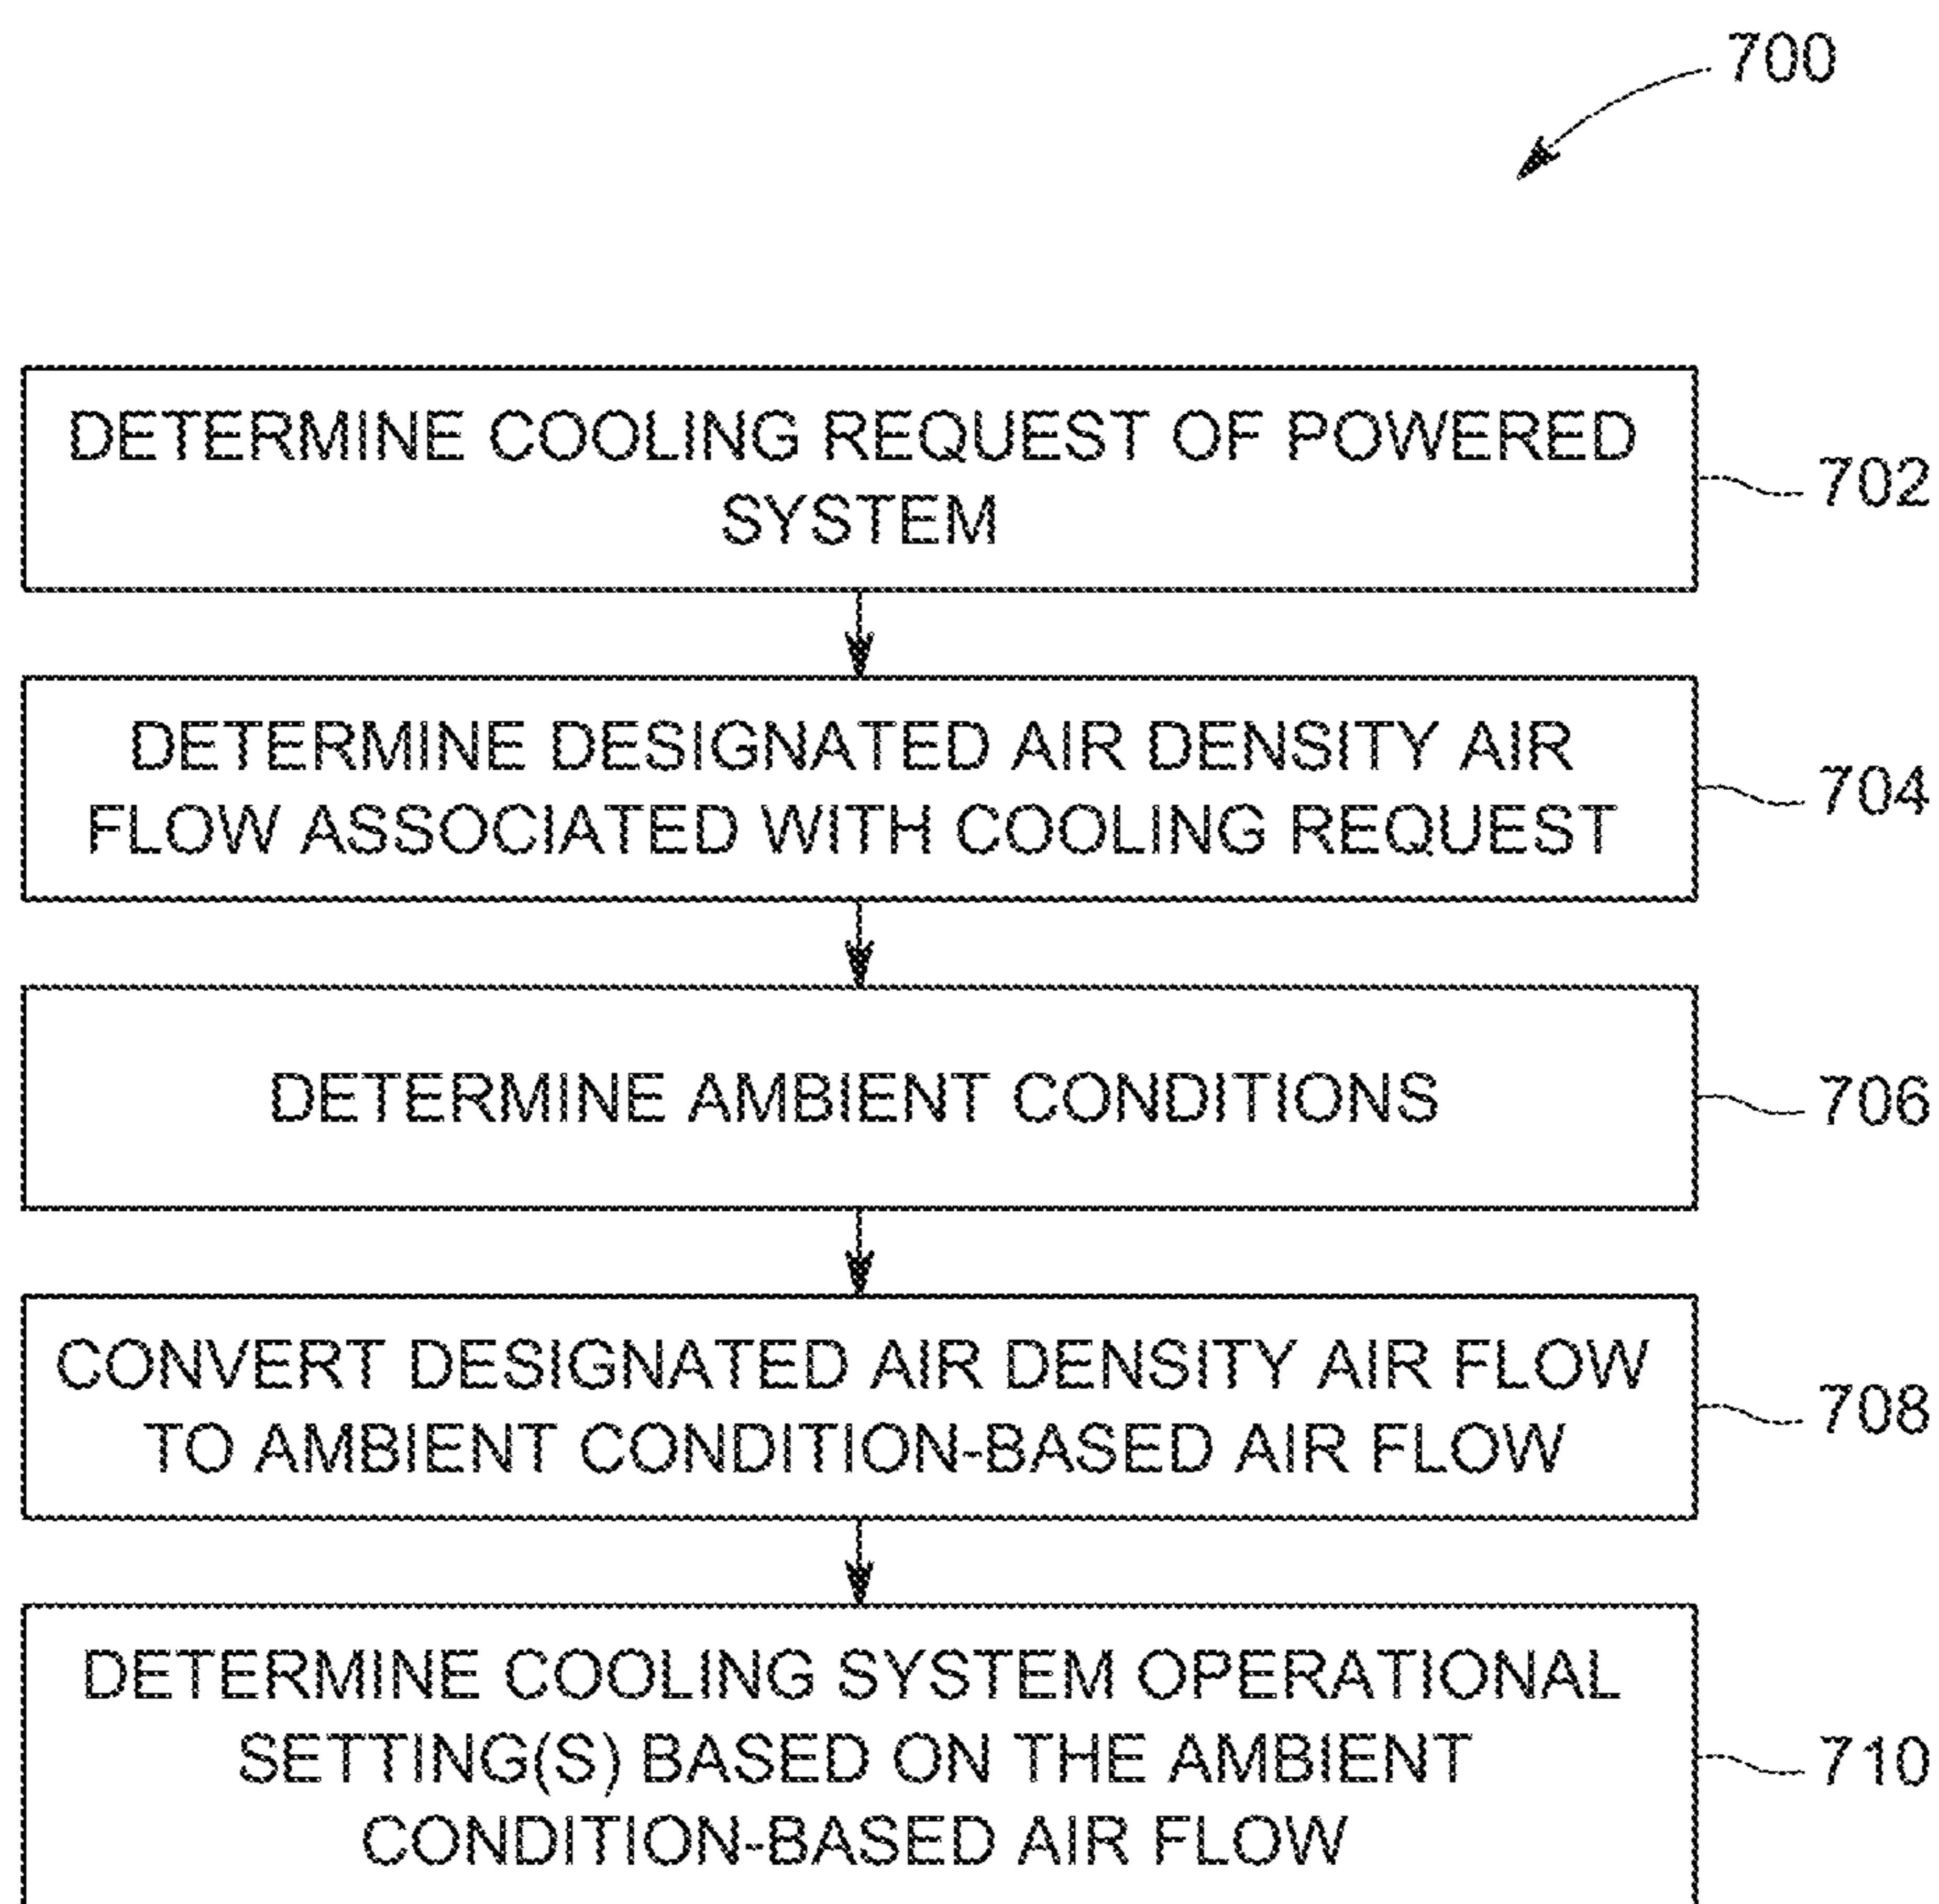 700
DETERMINE COOLING REQUEST OF POWERED
SYSTEM
702
DETERMINE DESIGNATED AIR DENSITY AIR
FLOW ASSOCIATED WITH COOLING REQUEST
704
DETERMINE AMBIENT CONDITIONS
706
CONVERT DESIGNATED AIR DENSITY AIR FLOW
TO AMBIENT CONDITION-BASED AIR FLOW
708
DETERMINE COOLING SYSTEM OPERATIONAL
SETTING(S) BASED ON THE AMBIENT
CONDITION-BASED AIR FLOW
710